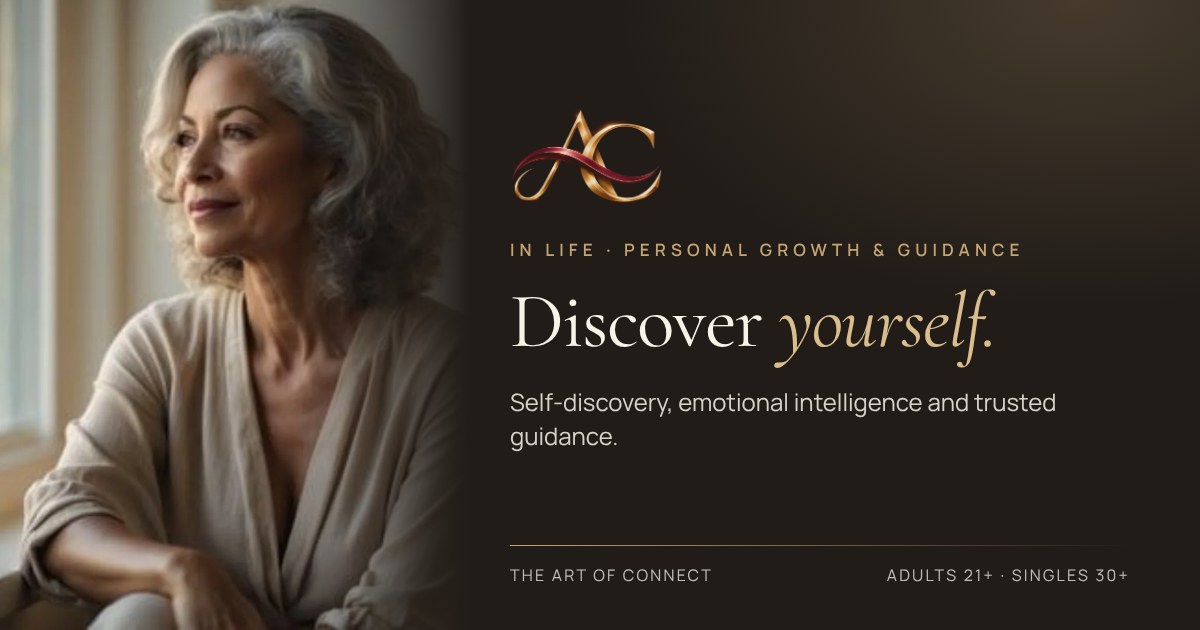 AC
IN LIFE · PERSONAL GROWTH & GUIDANCE
Discover yourself.
Self-discovery, emotional intelligence and trusted
guidance.
THE ART OF CONNECT
ADULTS 21+ · SINGLES 30+